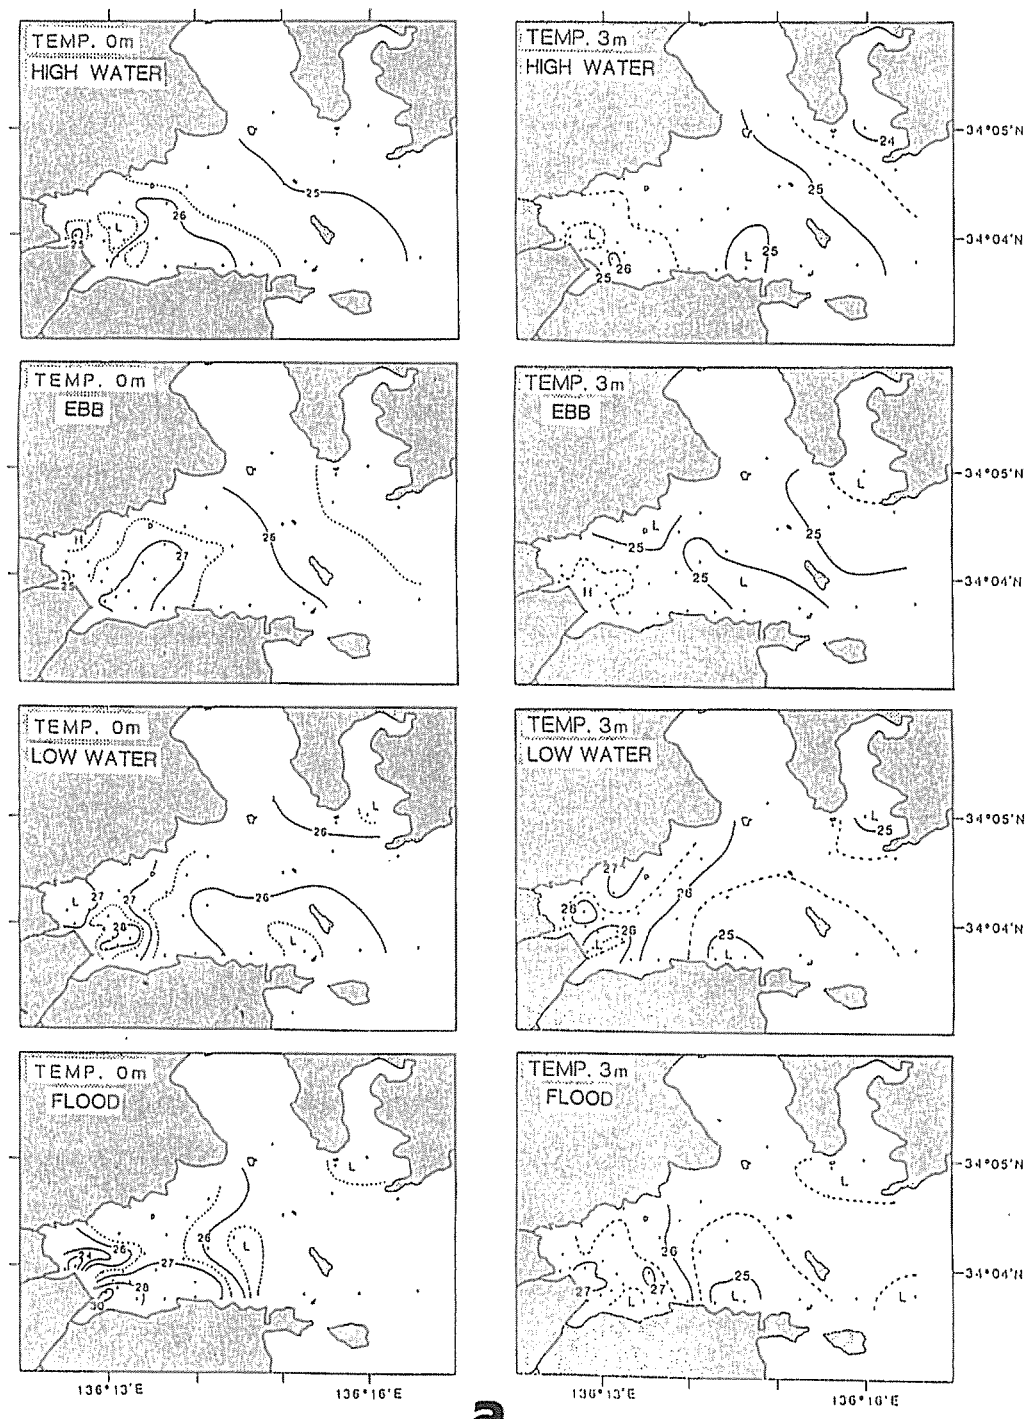 TEMP. 0m
HIGH WATER
25
26
L
25
TEMP. 3m
HIGH WATER
24
25
L
25
L
26
25
34°05'N
34°04'N
TEMP. 0m
EBB
H
26
27
25
TEMP. 3m
EBB
L
L
25
25
25
L
H
34°05'N
34°04'N
TEMP. 0m
LOW WATER
L
26
27
27
26
L
28
L
TEMP. 3m
LOW WATER
L
25
27
26
26
26
L
25
L
34°05'N
34°04'N
TEMP. 0m
FLOOD
L
26
26
L
24
27
28
30
TEMP. 3m
FLOOD
L
26
27
27
25
L
L
L
34°05'N
34°04'N
136°13'E
136°16'E
136°13'E
136°16'E
a